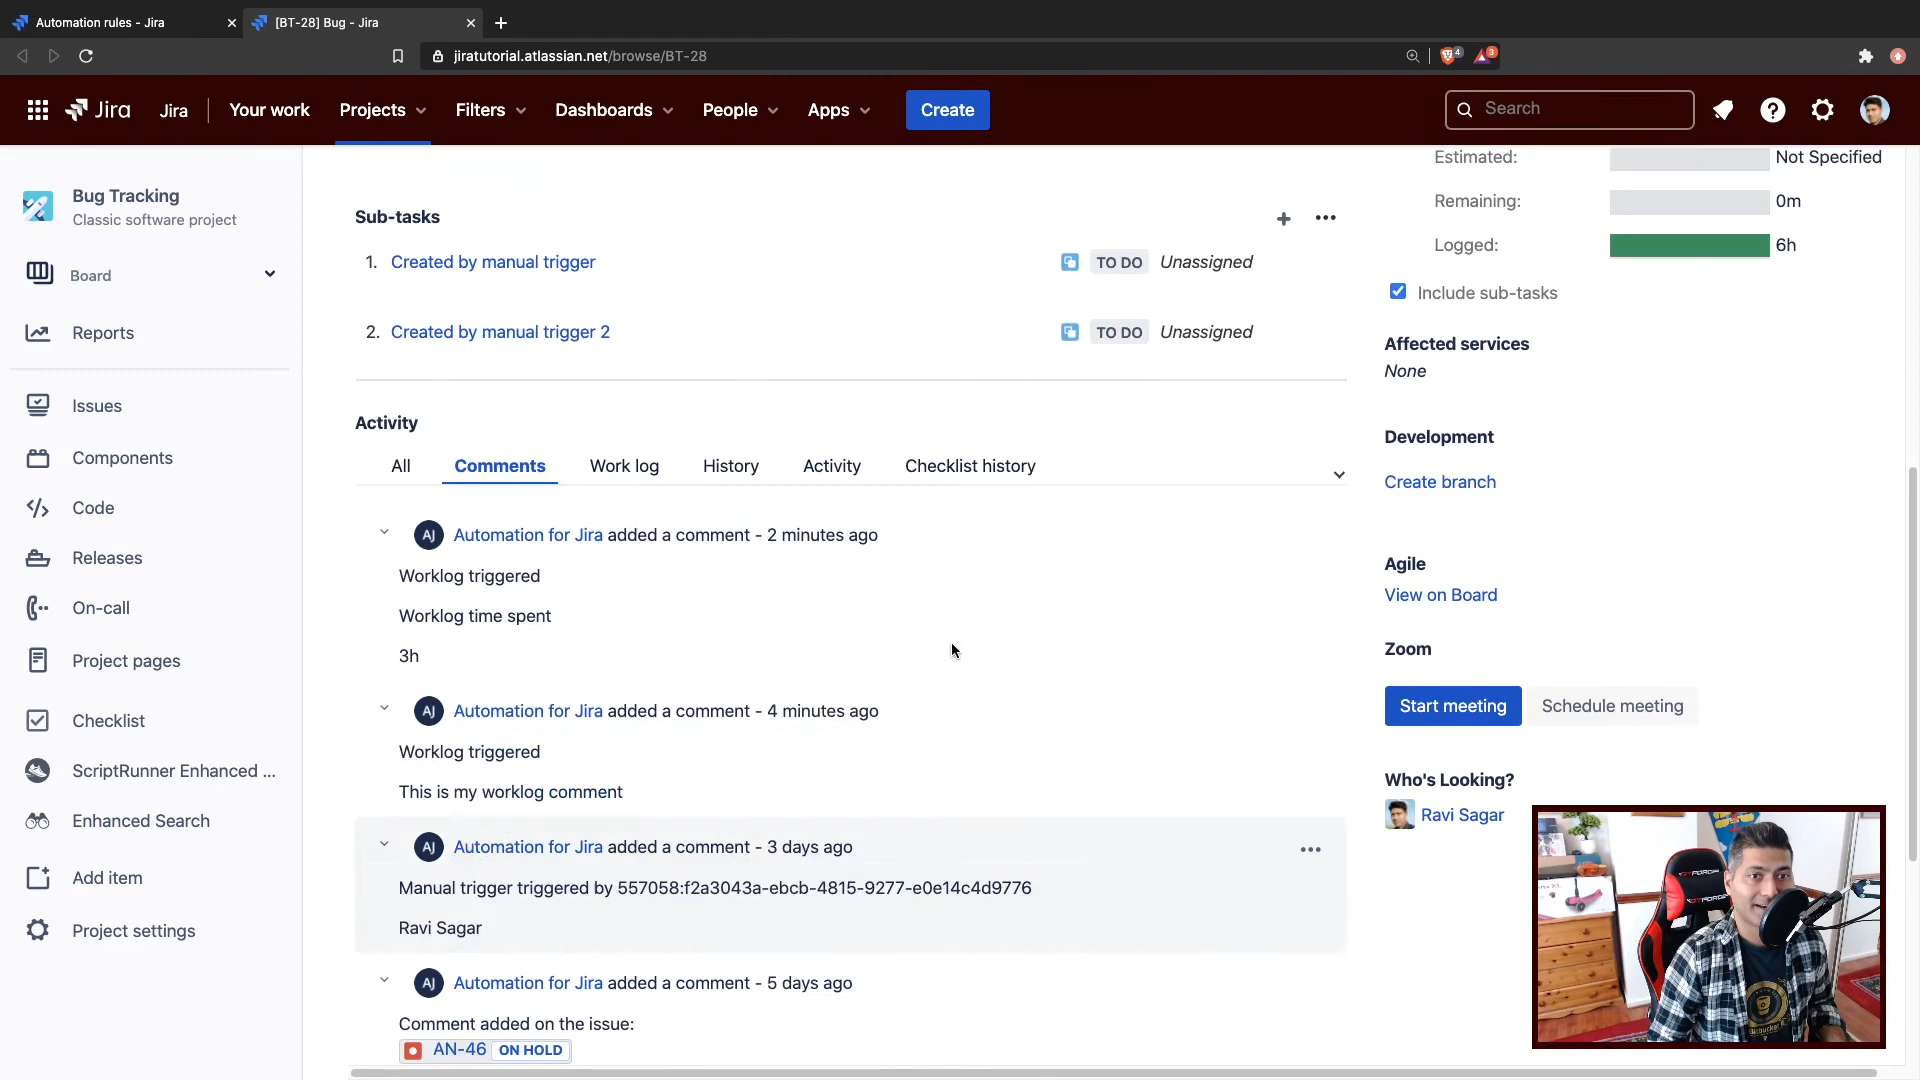 Automation rules - Jira
[BT-28] Bug - Jira
jiratutorial.atlassian.net/browse/BT-28
4
3
Jira
Jira
Your work
Projects
Filters
Dashboards
People
Apps
Create
Search
Bug Tracking
Classic software project
Board
Reports
Issues
Components
Code
Releases
On-call
Project pages
Checklist
ScriptRunner Enhanced ...
Enhanced Search
Add item
Project settings
Sub-tasks
1. Created by manual trigger TO DO Unassigned
2. Created by manual trigger 2 TO DO Unassigned
Activity
All Comments Work log History Activity Checklist history
AJ Automation for Jira added a comment - 2 minutes ago
Worklog triggered
Worklog time spent
3h
AJ Automation for Jira added a comment - 4 minutes ago
Worklog triggered
This is my worklog comment
AJ Automation for Jira added a comment - 3 days ago
Manual trigger triggered by 557058:f2a3043a-ebcb-4815-9277-e0e14c4d9776
Ravi Sagar
AJ Automation for Jira added a comment - 5 days ago
Comment added on the issue:
AN-46 ON HOLD
Estimated: Not Specified
Remaining: 0m
Logged: 6h
Include sub-tasks
Affected services
None
Development
Create branch
Agile
View on Board
Zoom
Start meeting
Schedule meeting
Who's Looking?
Ravi Sagar